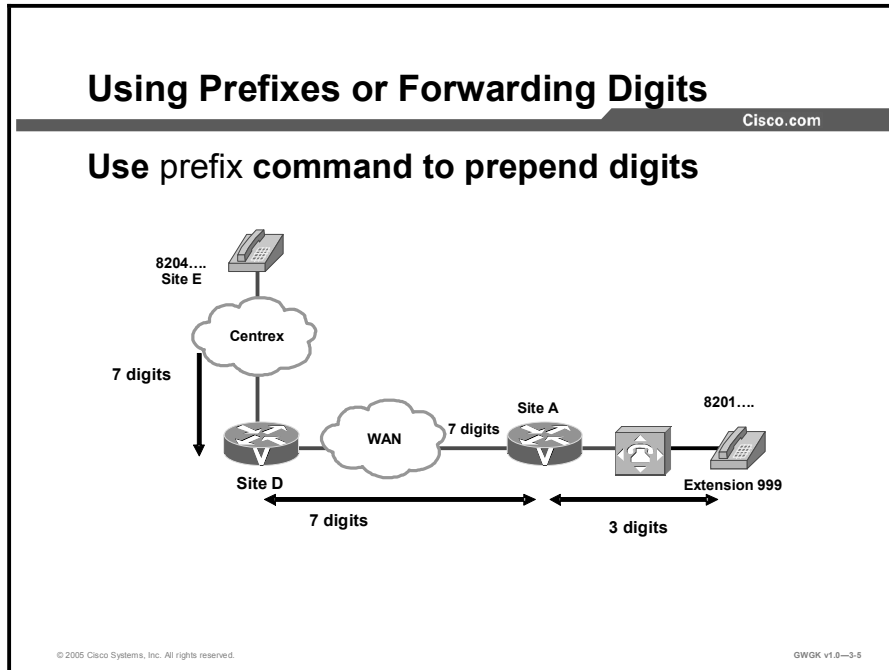 Using Prefixes or Forwarding Digits
Cisco.com
Use prefix command to prepend digits
8204....
Site E
Centrex
7 digits
Site D
WAN
7 digits
Site A
8201....
Extension 999
7 digits
3 digits
V
V
© 2005 Cisco Systems, Inc. All rights reserved.
GWGK v1.0—3-5